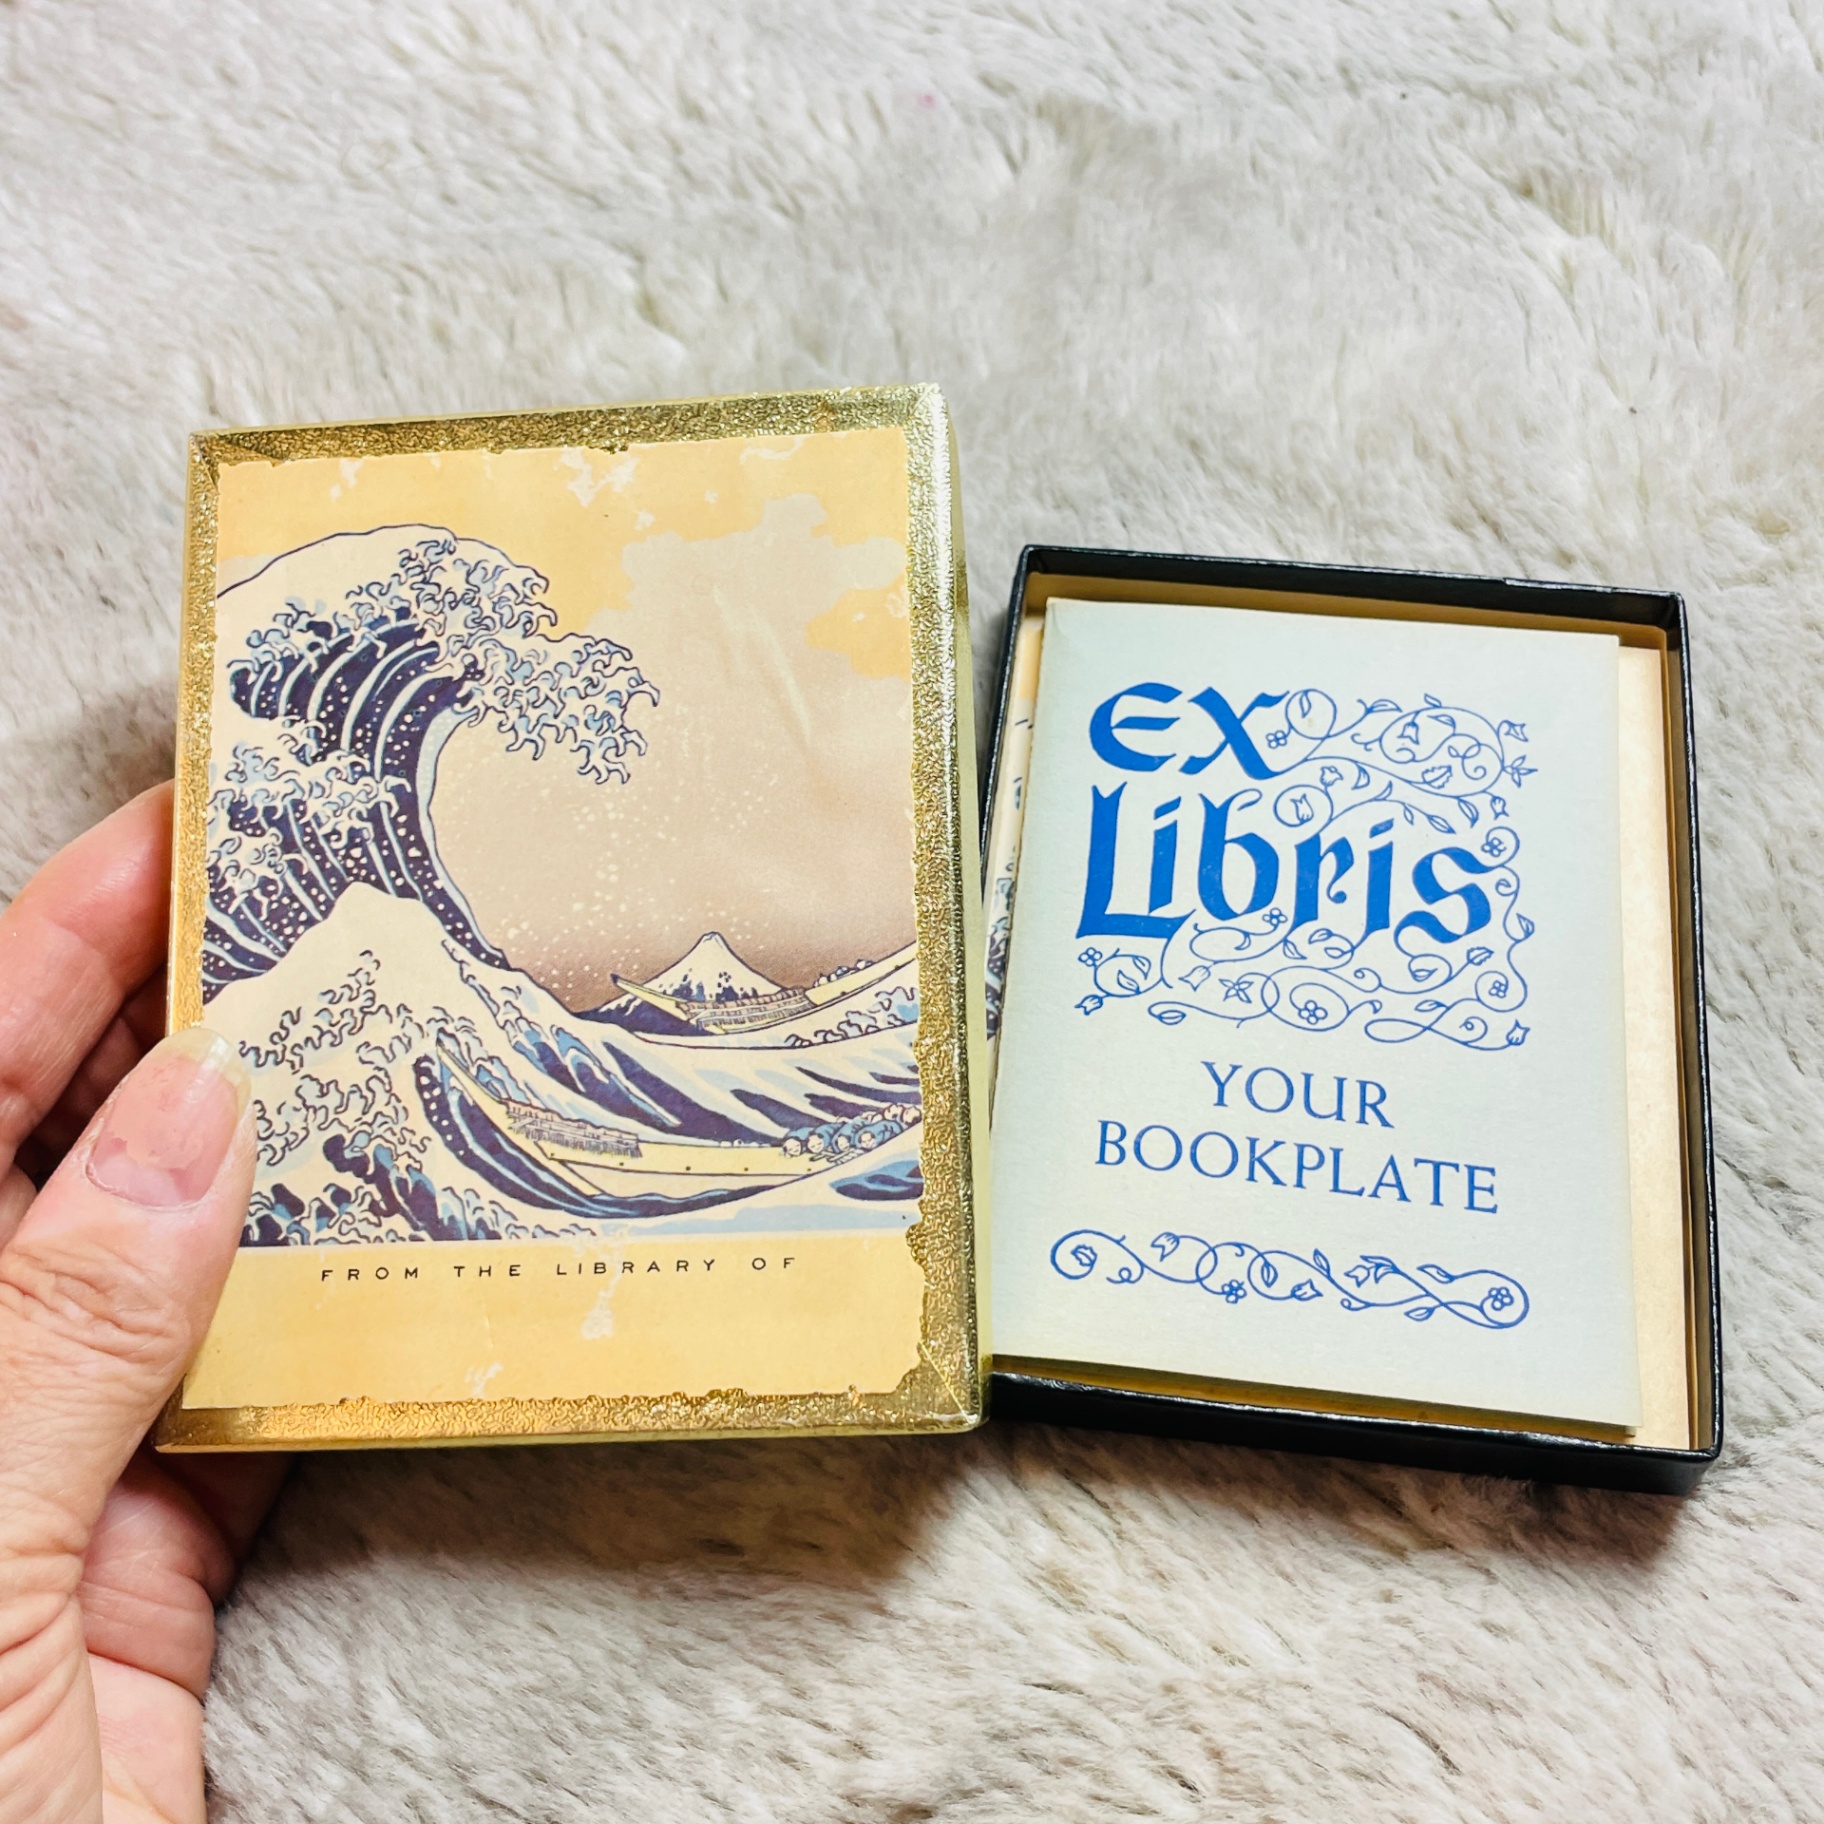 FROM THE LIBRARY OF
Ex
Libris
YOUR
BOOKPLATE